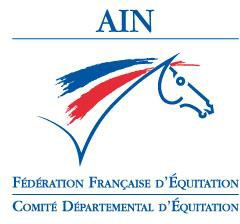 AIN
FÉDÉRATION FRANÇAISE D'ÉQUITATION
COMITÉ DÉPARTEMENTAL D'ÉQUITATION